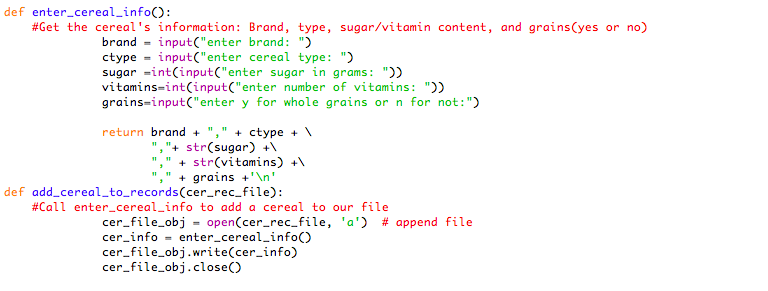 def enter_cereal_info():
    #Get the cereal's information: Brand, type, sugar/vitamin content, and grains(yes or no)
              brand = input("enter brand: ")
              ctype = input("enter cereal type: ")
              sugar =int(input("enter sugar in grams: "))
              vitamins=int(input("enter number of vitamins: "))
              grains=input("enter y for whole grains or n for not:")

              return brand + "," + ctype + \
                     ","+ str(sugar) +\
                     "," + str(vitamins) +\
                     "," + grains +'\n'
def add_cereal_to_records(cer_rec_file):
    #Call enter_cereal_info to add a cereal to our file
              cer_file_obj = open(cer_rec_file, 'a')  # append file
              cer_info = enter_cereal_info()
              cer_file_obj.write(cer_info)
              cer_file_obj.close()